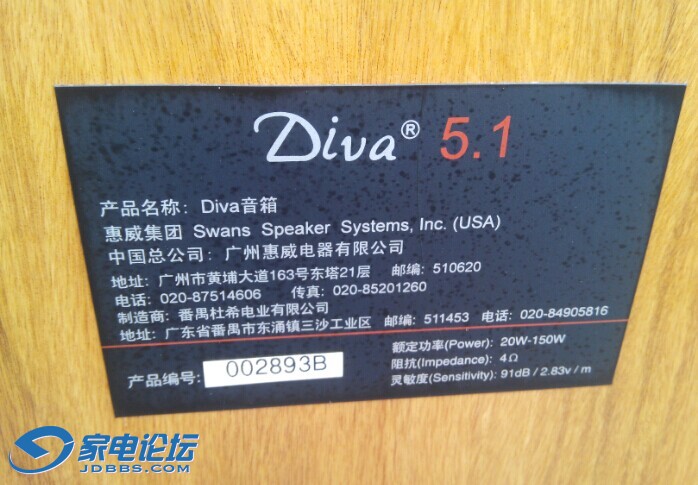 Diva® 5.1
产品名称：Diva音箱
惠威集团 Swans Speaker Systems, Inc. (USA)
中国总公司：广州惠威电器有限公司
地址：广州市黄埔大道163号东塔21层 邮编：510620
电话：020-87514606 传真：020-85201260
制造商：番禺杜希电业有限公司
地址：广东省番禺市东涌镇三沙工业区 邮编：511453 电话：020-84905816
产品编号：002893B
额定功率(Power)：20W-150W
阻抗(Impedance)：4Ω
灵敏度(Sensitivity)：91dB / 2.83v / m
家电论坛
JDBBS.COM